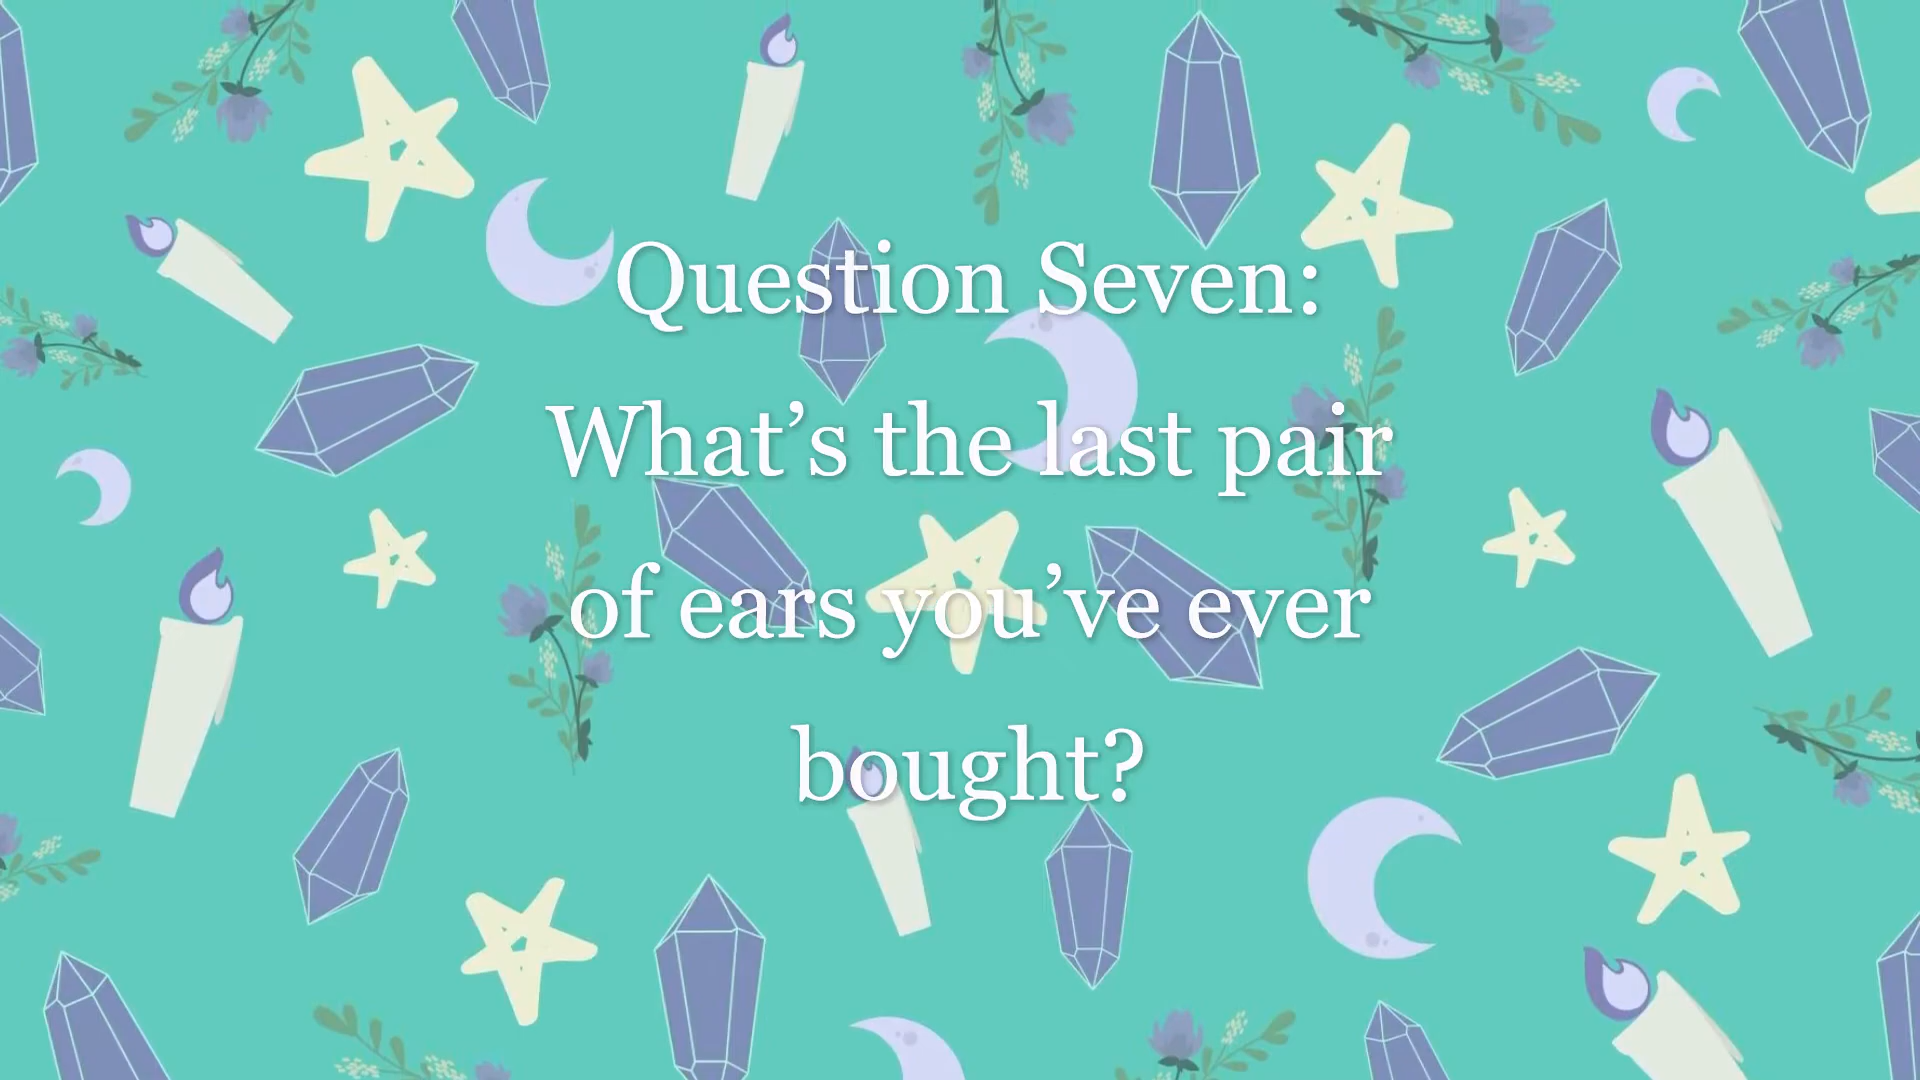 Question Seven:
What’s the last pair
of ears you’ve ever
bought?